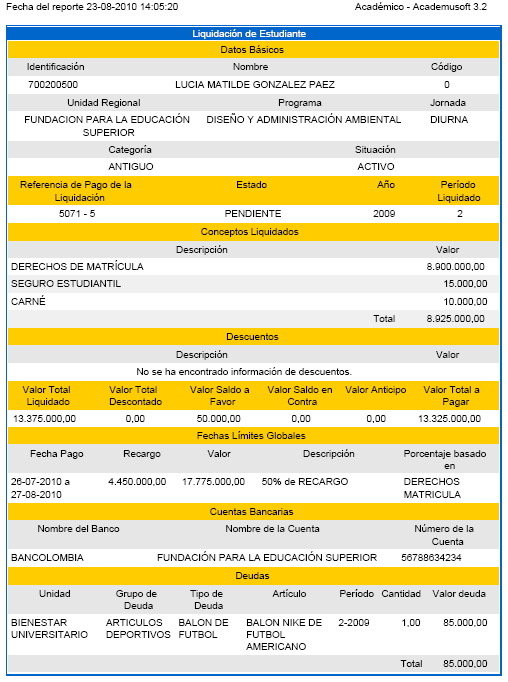 Fecha del reporte 23-08-2010 14:05:20 Académico - Academusoft 3.2
Liquidación de Estudiante
Datos Básicos
Identificación Nombre Código
700200500 LUCIA MATILDE GONZALEZ PAEZ 0
Unidad Regional Programa Jornada
FUNDACION PARA LA EDUCACIÓN DISEÑO Y ADMINISTRACIÓN AMBIENTAL DIURNA
SUPERIOR
Categoría Situación
ANTIGUO ACTIVO
Referencia de Pago de la Estado Año Período
Liquidación Liquidado
5071 - 5 PENDIENTE 2009 2
Conceptos Liquidados
Descripción Valor
DERECHOS DE MATRÍCULA 8.900.000,00
SEGURO ESTUDIANTIL 15.000,00
CARNÉ 10.000,00
Total 8.925.000,00
Descuentos
Descripción Valor
No se ha encontrado información de descuentos.
Valor Total Valor Total Valor Saldo a Valor Saldo en Valor Anticipo Valor Total a
Liquidado Descontado Favor Contra Pagar
13.375.000,00 0,00 50.000,00 0,00 0,00 13.325.000,00
Fechas Límites Globales
Fecha Pago Recargo Valor Descripción Porcentaje basado
en
26-07-2010 a 4.450.000,00 17.775.000,00 50% de RECARGO DERECHOS
27-08-2010 MATRICULA
Cuentas Bancarias
Nombre del Banco Nombre de la Cuenta Número de la
Cuenta
BANCOLOMBIA FUNDACIÓN PARA LA EDUCACIÓN SUPERIOR 56788634234
Deudas
Unidad Grupo de Tipo de Artículo Período Cantidad Valor deuda
Deuda Deuda
BIENESTAR ARTICULOS BALON DE BALON NIKE DE 2-2009 1,00 85.000,00
UNIVERSITARIO DEPORTIVOS FUTBOL FUTBOL
AMERICANO
Total 85.000,00